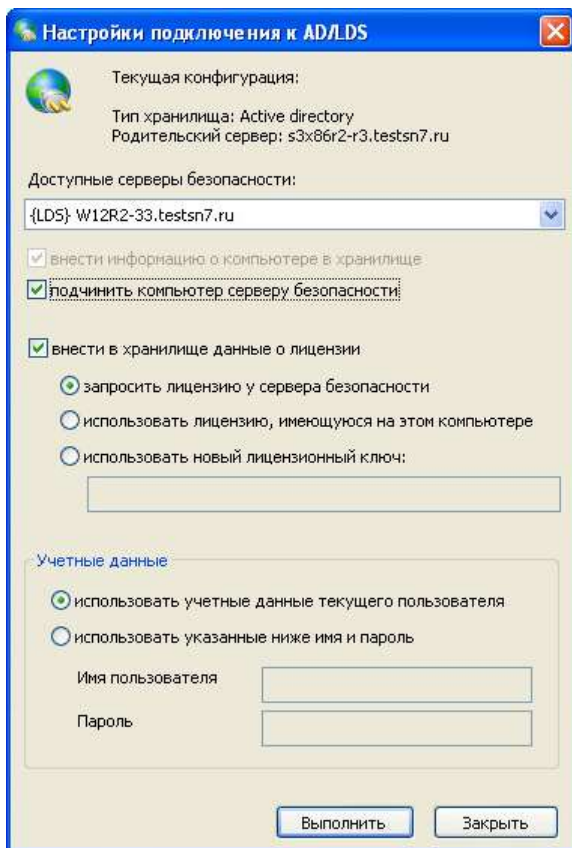 Настройки подключения к AD/LDS
Текущая конфигурация:
Тип хранилища: Active directory
Родительский сервер: s3x86r2-r3.testsn7.ru
Доступные серверы безопасности:
{LDS} W12R2-33.testsn7.ru
внести информацию о компьютере в хранилище
подчинить компьютер серверу безопасности
внести в хранилище данные о лицензии
запросить лицензию у сервера безопасности
использовать лицензию, имеющуюся на этом компьютере
использовать новый лицензионный ключ:
Учетные данные
использовать учетные данные текущего пользователя
использовать указанные ниже имя и пароль
Имя пользователя
Пароль
Выполнить
Закрыть